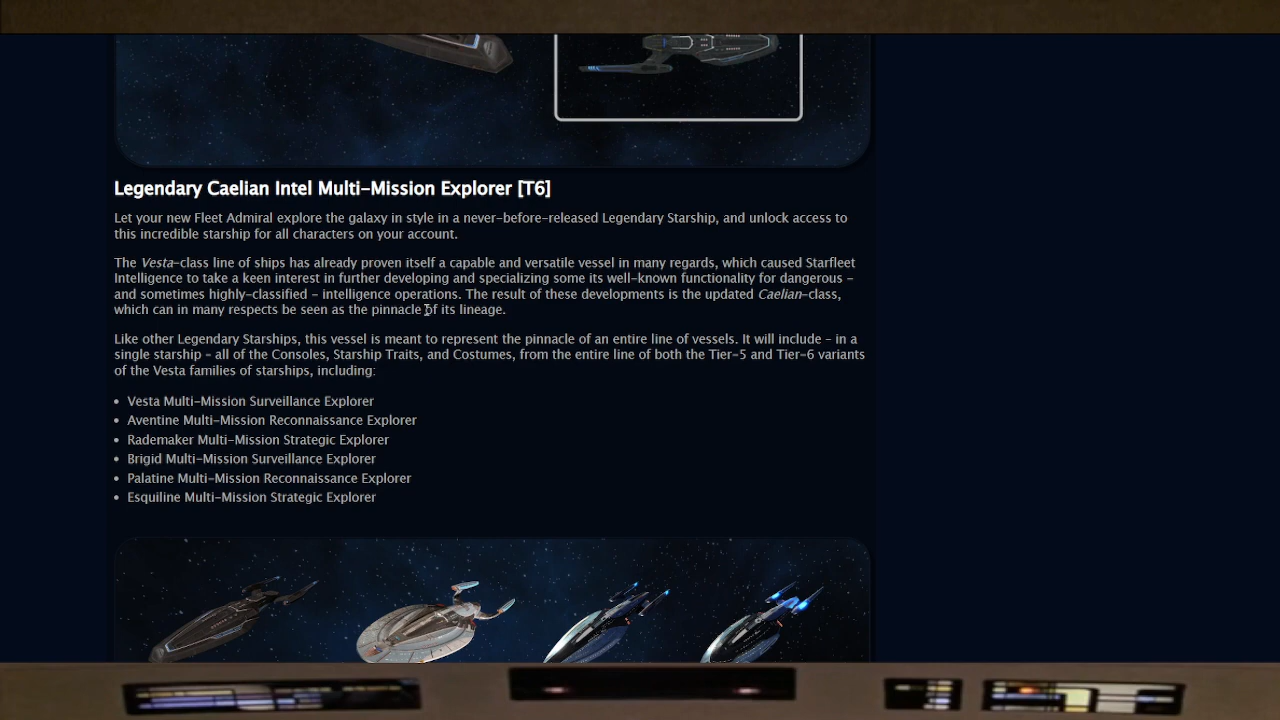 Legendary Caelian Intel Multi-Mission Explorer [T6]
Let your new Fleet Admiral explore the galaxy in style in a never-before-released Legendary Starship, and unlock access to
this incredible starship for all characters on your account.
The Vesta-class line of ships has already proven itself a capable and versatile vessel in many regards, which caused Starfleet
Intelligence to take a keen interest in further developing and specializing some its well-known functionality for dangerous –
and sometimes highly-classified – intelligence operations. The result of these developments is the updated Caelian-class,
which can in many respects be seen as the pinnacle of its lineage.
Like other Legendary Starships, this vessel is meant to represent the pinnacle of an entire line of vessels. It will include - in a
single starship - all of the Consoles, Starship Traits, and Costumes, from the entire line of both the Tier-5 and Tier-6 variants
of the Vesta families of starships, including:
• Vesta Multi-Mission Surveillance Explorer
• Aventine Multi-Mission Reconnaissance Explorer
• Rademaker Multi-Mission Strategic Explorer
• Brigid Multi-Mission Surveillance Explorer
• Palatine Multi-Mission Reconnaissance Explorer
• Esquiline Multi-Mission Strategic Explorer